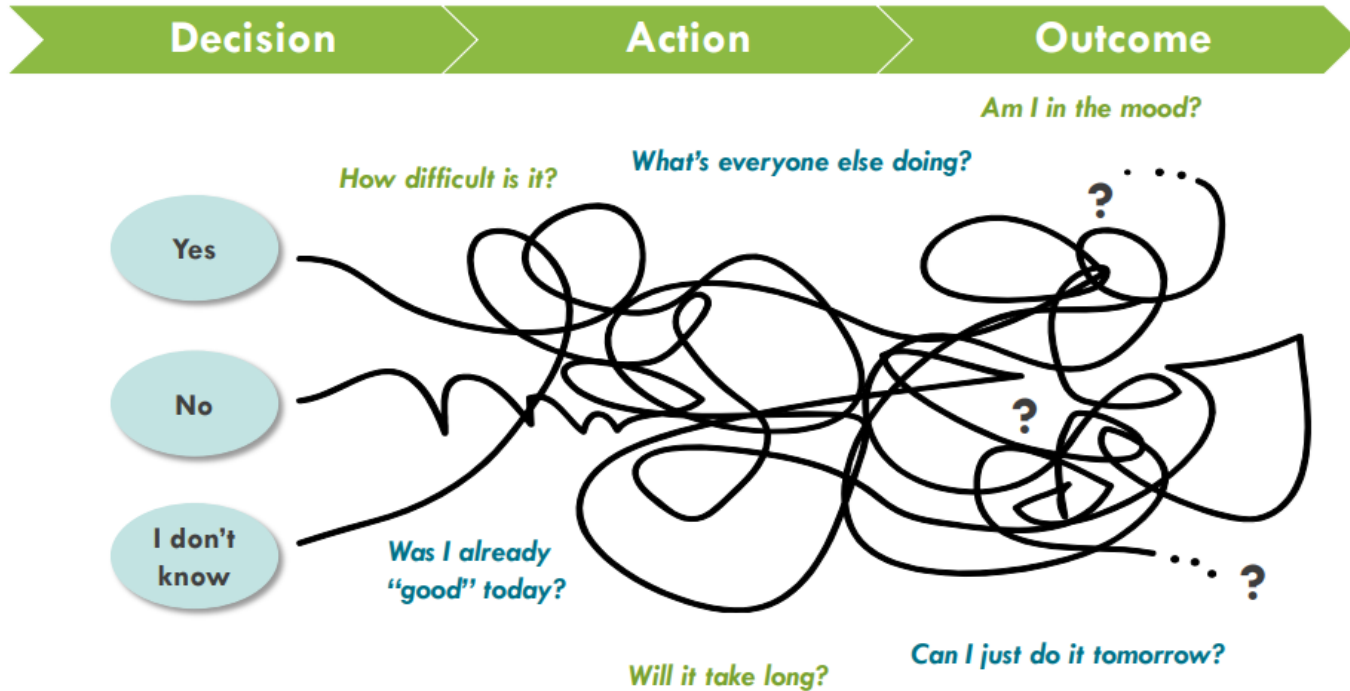 Decision
Action
Outcome
Am I in the mood?
What's everyone else doing?
How difficult is it?
?
Yes
No
?
I don't
know
Was I already
“good” today?
?
Can I just do it tomorrow?
Will it take long?